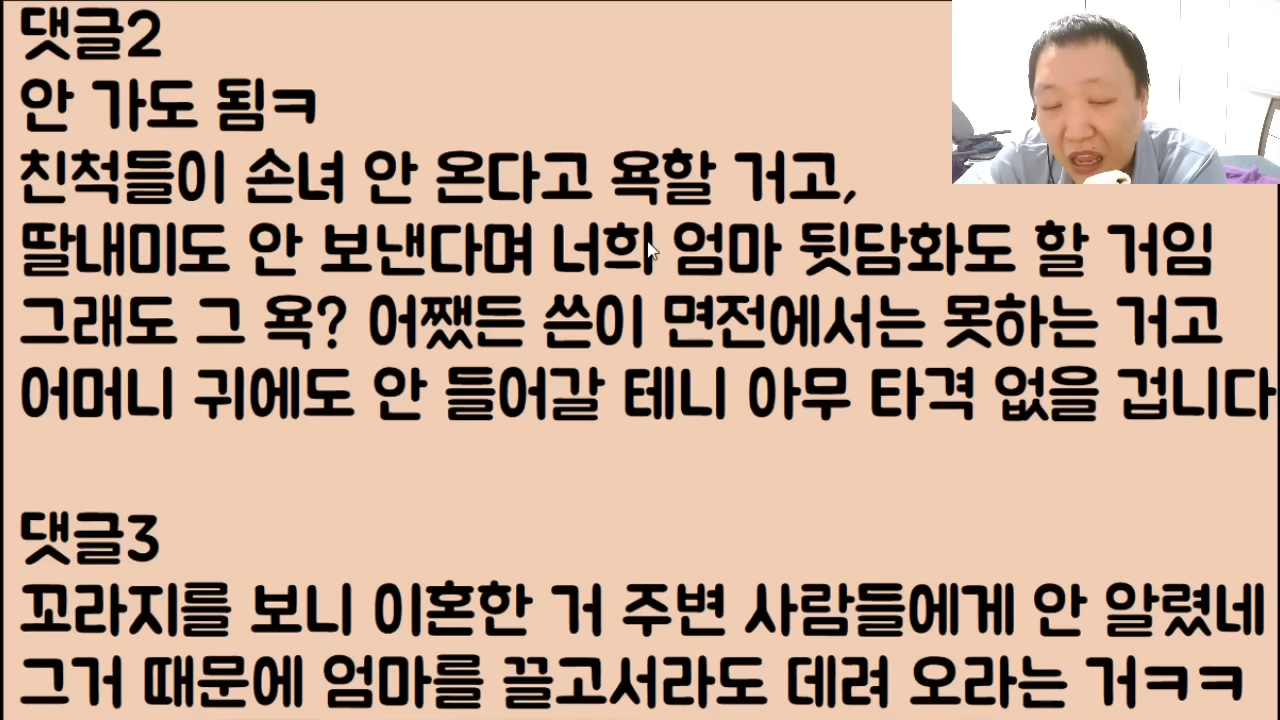 댓글2
안 가도 됨ㅋ
친척들이 손녀 안 온다고 욕할 거고,
딸내미도 안 보낸다며 너희 엄마 뒷담화도 할 거임
그래도 그 욕? 어쨌든 쓴이 면전에서는 못하는 거고
어머니 귀에도 안 들어갈 테니 아무 타격 없을 겁니다
댓글3
꼬라지를 보니 이혼한 거 주변 사람들에게 안 알렸네
그거 때문에 엄마를 끌고서라도 데려 오라는 거ㅋㅋ